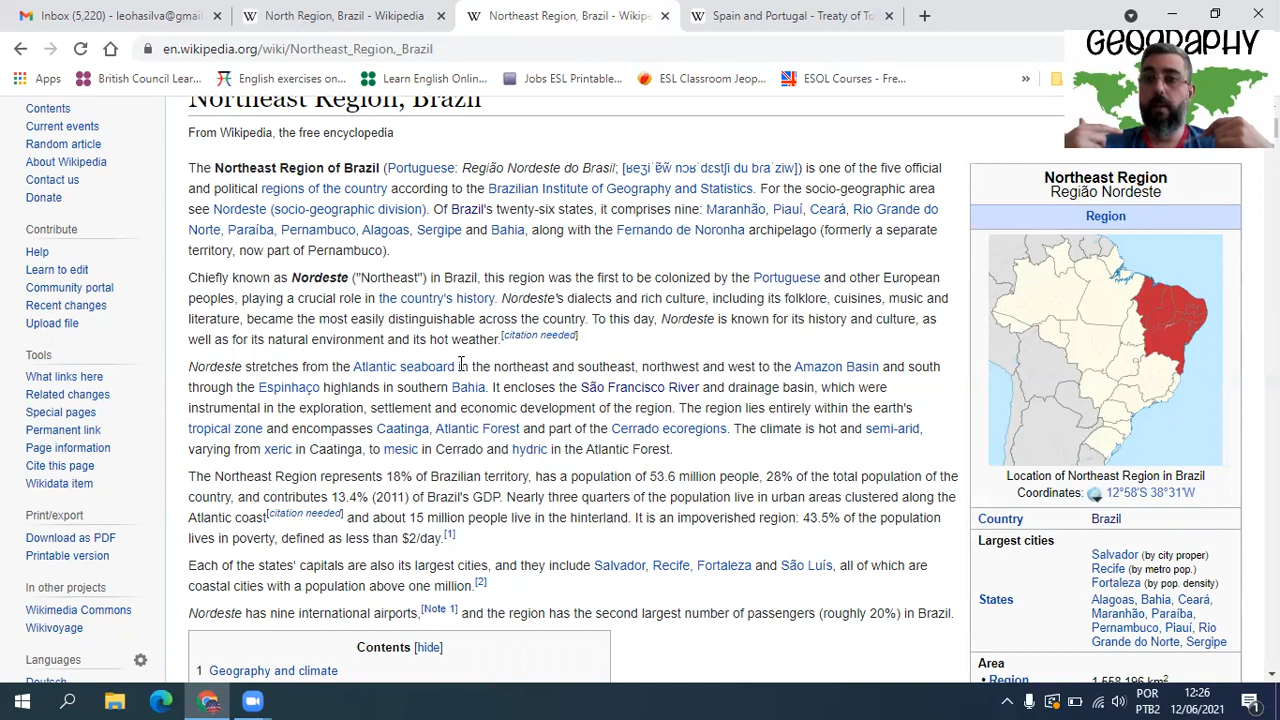 Inbox (5,220) - leohasilva@gmail.
North Region, Brazil - Wikipedia
Northeast Region, Brazil - Wikip
Spain and Portugal - Treaty of To
en.wikipedia.org/wiki/Northeast_Region,_Brazil
GEOGRAPHY
Apps
British Council Lear...
English exercises on...
Learn English Online...
Jobs ESL Printable...
ESL Classroom Jeop...
ESOL Courses - Fre...
»
Contents
Current events
Random article
About Wikipedia
Contact us
Donate
Contribute
Help
Learn to edit
Community portal
Recent changes
Upload file
Tools
What links here
Related changes
Special pages
Permanent link
Page information
Cite this page
Wikidata item
Print/export
Download as PDF
Printable version
In other projects
Wikimedia Commons
Wikivoyage
Languages
Deutsch
Northeast Region, Brazil
From Wikipedia, the free encyclopedia
The Northeast Region of Brazil (Portuguese: Região Nordeste do Brasil; [ʁeʒiˈɐ̃w̃ nɔʁˈdɛstʃi du bɾaˈziw]) is one of the five official
and political regions of the country according to the Brazilian Institute of Geography and Statistics. For the socio-geographic area
see Nordeste (socio-geographic division). Of Brazil's twenty-six states, it comprises nine: Maranhão, Piauí, Ceará, Rio Grande do
Norte, Paraíba, Pernambuco, Alagoas, Sergipe and Bahia, along with the Fernando de Noronha archipelago (formerly a separate
territory, now part of Pernambuco).
Chiefly known as Nordeste ("Northeast") in Brazil, this region was the first to be colonized by the Portuguese and other European
peoples, playing a crucial role in the country's history. Nordeste's dialects and rich culture, including its folklore, cuisines, music and
literature, became the most easily distinguishable across the country. To this day, Nordeste is known for its history and culture, as
well as for its natural environment and its hot weather.[citation needed]
Nordeste stretches from the Atlantic seaboard in the northeast and southeast, northwest and west to the Amazon Basin and south
through the Espinhaço highlands in southern Bahia. It encloses the São Francisco River and drainage basin, which were
instrumental in the exploration, settlement and economic development of the region. The region lies entirely within the earth's
tropical zone and encompasses Caatinga, Atlantic Forest and part of the Cerrado ecoregions. The climate is hot and semi-arid,
varying from xeric in Caatinga, to mesic in Cerrado and hydric in the Atlantic Forest.
The Northeast Region represents 18% of Brazilian territory, has a population of 53.6 million people, 28% of the total population of the
country, and contributes 13.4% (2011) of Brazil's GDP. Nearly three quarters of the population live in urban areas clustered along the
Atlantic coast[citation needed] and about 15 million people live in the hinterland. It is an impoverished region: 43.5% of the population
lives in poverty, defined as less than $2/day.[1]
Each of the states' capitals are also its largest cities, and they include Salvador, Recife, Fortaleza and São Luís, all of which are
coastal cities with a population above one million.[2]
Nordeste has nine international airports,[Note 1] and the region has the second largest number of passengers (roughly 20%) in Brazil.
Contents [hide]
1 Geography and climate
Northeast Region
Região Nordeste
Region
Location of Northeast Region in Brazil
Coordinates: 12°58′S 38°31′W
Country Brazil
Largest cities
Salvador (by city proper)
Recife (by metro pop.)
Fortaleza (by pop. density)
States Alagoas, Bahia, Ceará,
Maranhão, Paraíba,
Pernambuco, Piauí, Rio
Grande do Norte, Sergipe
Area
• Region 1,558,196 km²
POR
PTB2
12:26
12/06/2021
1